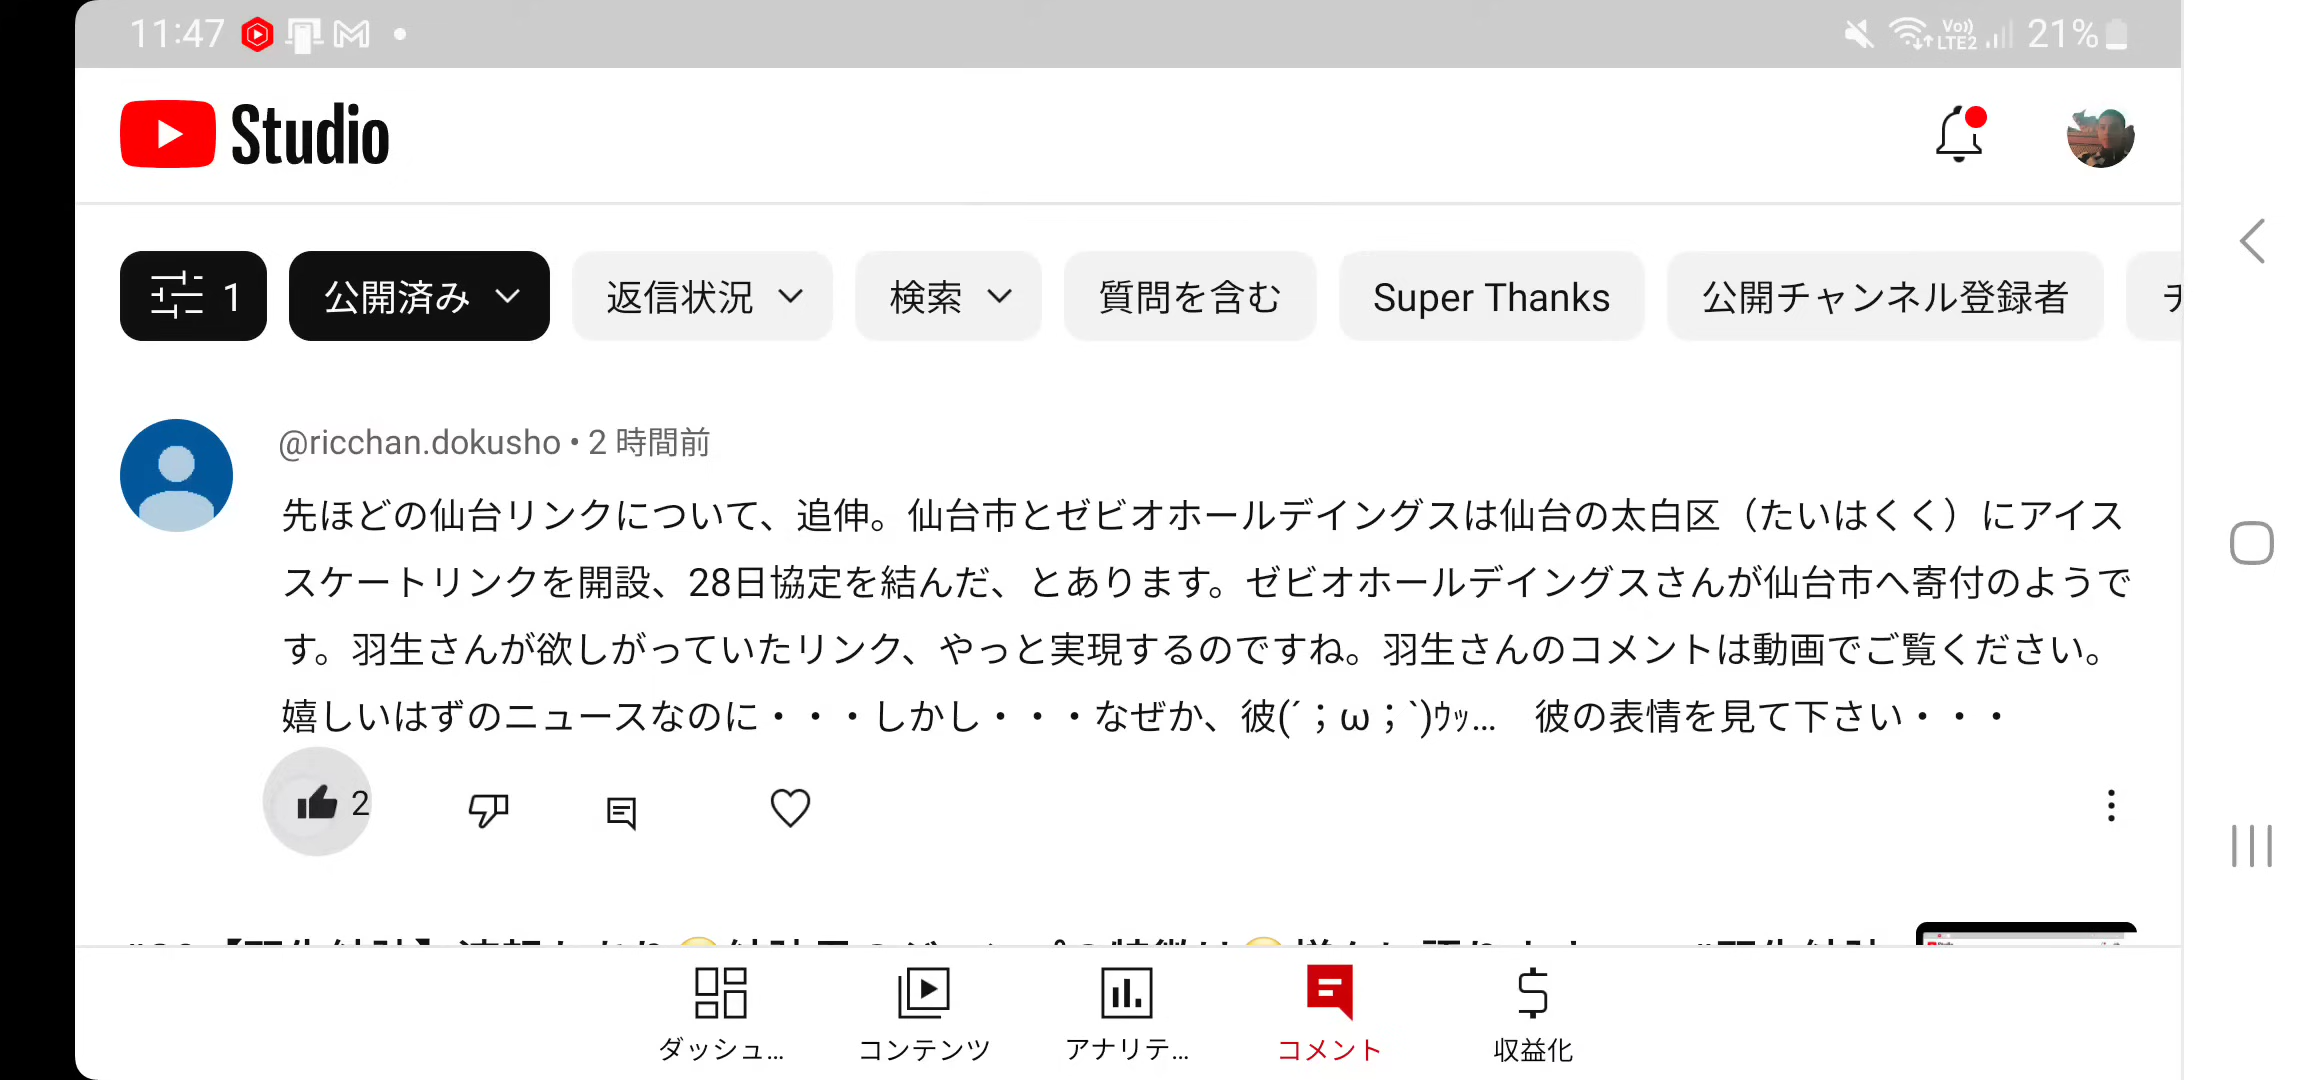 11:47
Vo))
LTE2
21%
Studio
1
公開済み
返信状況
検索
質問を含む
Super Thanks
公開チャンネル登録者
@ricchan.dokusho • 2 時間前
先ほどの仙台リンクについて、追伸。仙台市とゼビオホールデイングスは仙台の太白区（たいはくく）にアイス
スケートリンクを開設、28日協定を結んだ、とあります。ゼビオホールデイングスさんが仙台市へ寄付のようで
す。羽生さんが欲しがっていたリンク、やっと実現するのですね。羽生さんのコメントは動画でご覧ください。
嬉しいはずのニュースなのに・・・しかし・・・なぜか、彼(´；ω；`)ｳｯ…　彼の表情を見て下さい・・・
2
ダッシュ...
コンテンツ
アナリテ...
コメント
収益化